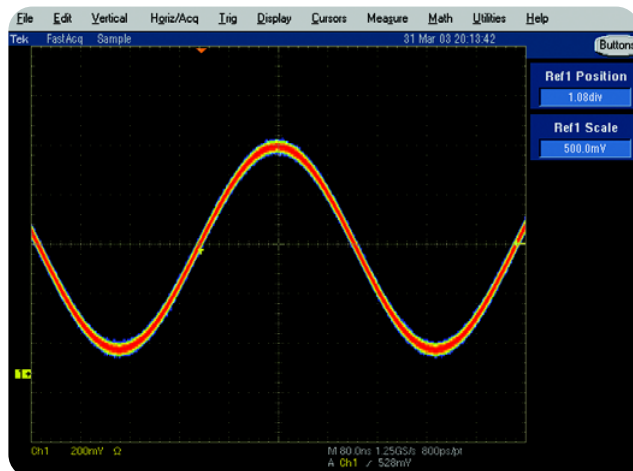 File Edit Vertical Horiz/Acq Trig Display Cursors Measure Math Utilities Help
Tek FastAcq Sample 31 Mar 03 20:13:42
Buttons
Ref1 Position
1.08div
Ref1 Scale
500.0mV
1
Ch1 200mV Ω M 80.0ns 1.25GS/s 800ps/pt
A Ch1 / 528mV